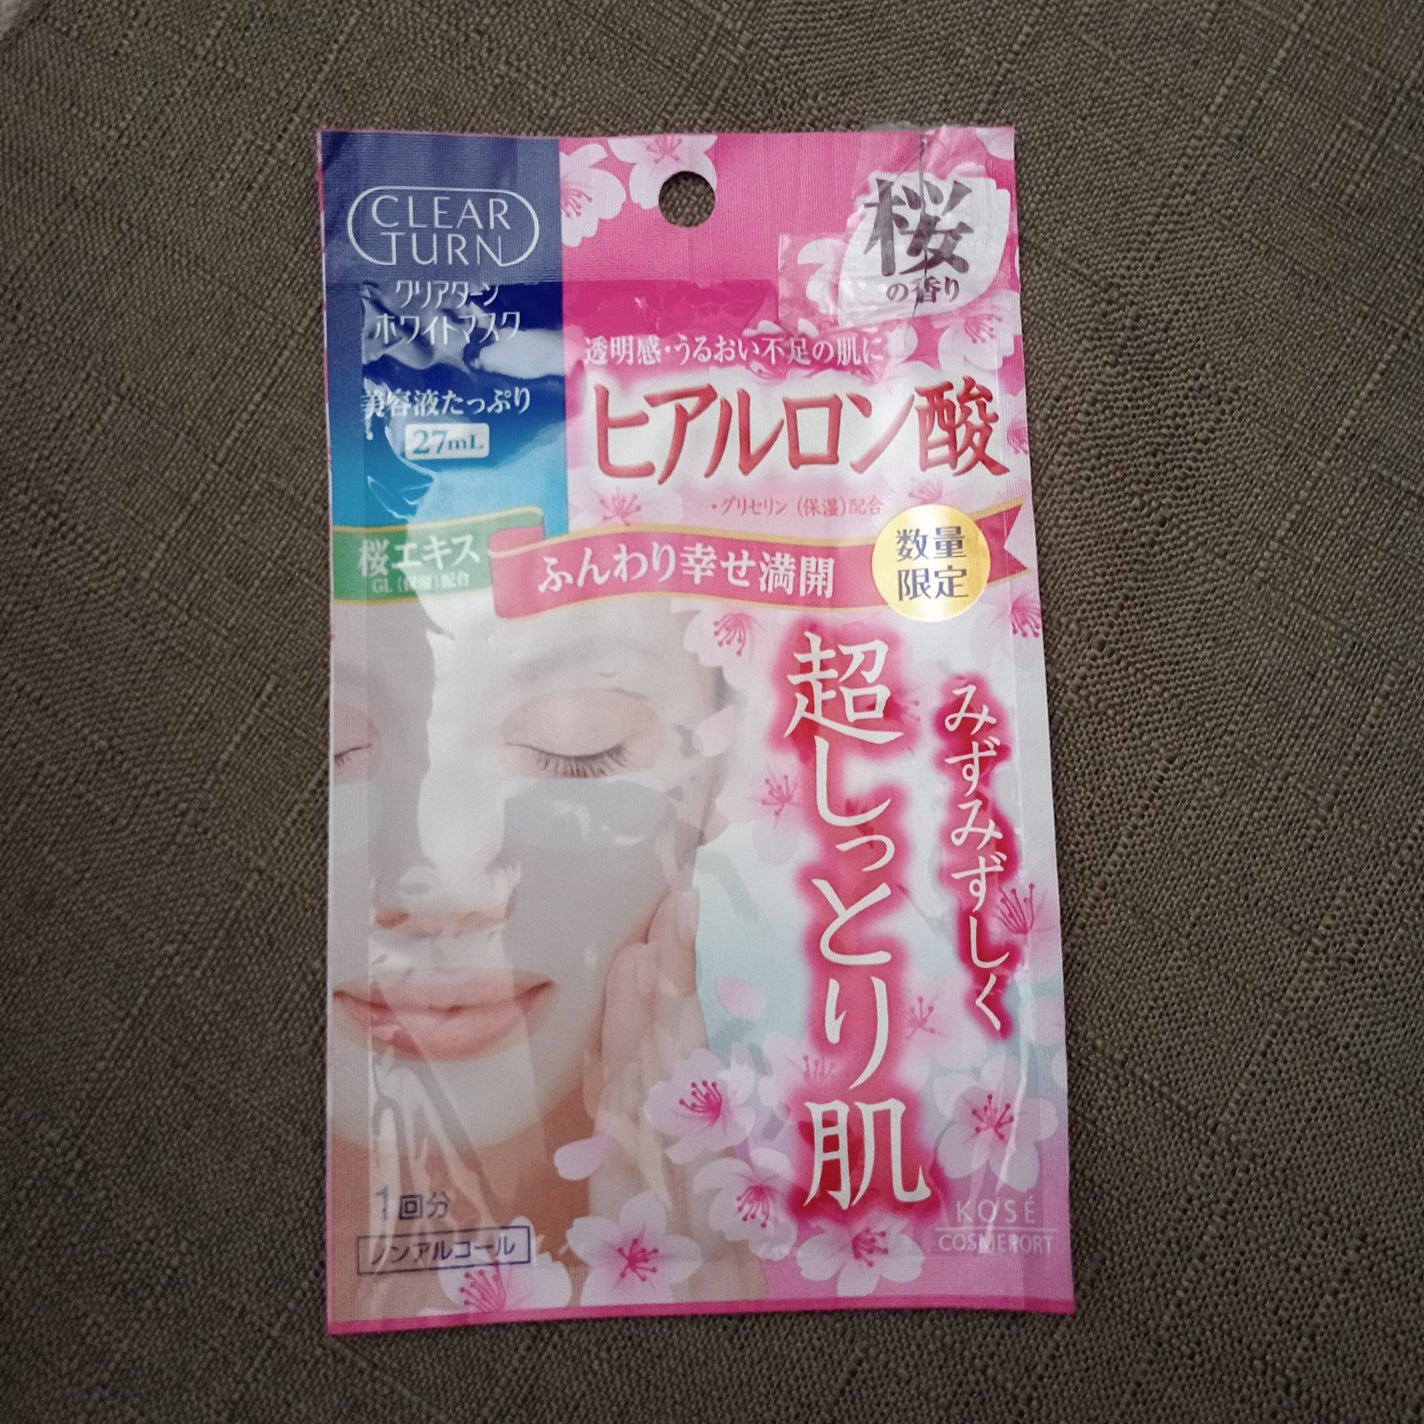 CLEAR
TURN
クリアターン
ホワイトマスク
美容液たっぷり
27mL
桜
の香り
透明感・うるおい不足の肌に
ヒアルロン酸
・グリセリン（保湿）配合
桜エキス
GL（保湿）配合
ふんわり幸せ満開
数量
限定
みずみずしく
超しっとり肌
1回分
ノンアルコール
KOSÉ
COSMEPORT